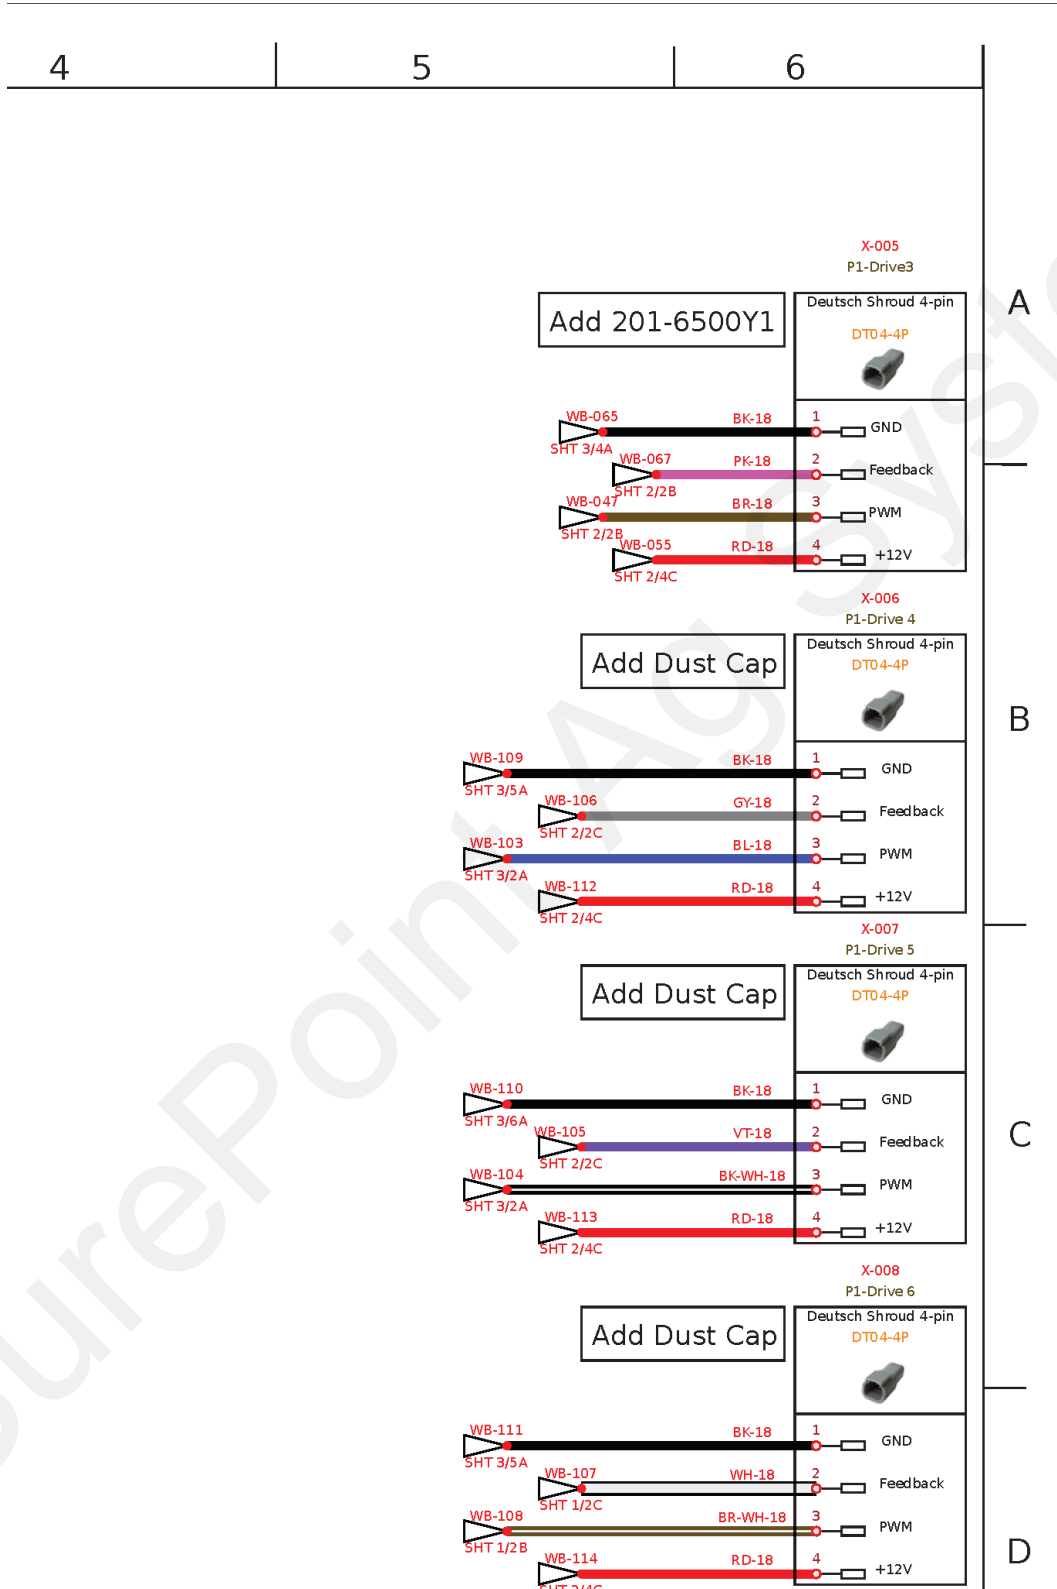 4 5 6
A
X-005
P1-Drive3
Add 201-6500Y1
Deutsch Shroud 4-pin
DT04-4P
WB-065 BK-18 1 GND
SHT 3/4A
WB-067 PK-18 2 Feedback
SHT 2/2B
WB-047 BR-18 3 PWM
SHT 2/2B
WB-055 RD-18 4 +12V
SHT 2/4C
X-006
P1-Drive 4
Add Dust Cap
Deutsch Shroud 4-pin
DT04-4P
B
WB-109 BK-18 1 GND
SHT 3/5A
WB-106 GY-18 2 Feedback
SHT 2/2C
WB-103 BL-18 3 PWM
SHT 3/2A
WB-112 RD-18 4 +12V
SHT 2/4C
X-007
P1-Drive 5
Add Dust Cap
Deutsch Shroud 4-pin
DT04-4P
WB-110 BK-18 1 GND
SHT 3/6A
C
WB-105 VT-18 2 Feedback
SHT 2/2C
WB-104 BK-WH-18 3 PWM
SHT 3/2A
WB-113 RD-18 4 +12V
SHT 2/4C
X-008
P1-Drive 6
Add Dust Cap
Deutsch Shroud 4-pin
DT04-4P
WB-111 BK-18 1 GND
SHT 3/5A
WB-107 WH-18 2 Feedback
SHT 1/2C
WB-108 BR-WH-18 3 PWM
SHT 1/2B
D
WB-114 RD-18 4 +12V
urePoint Ag Syste